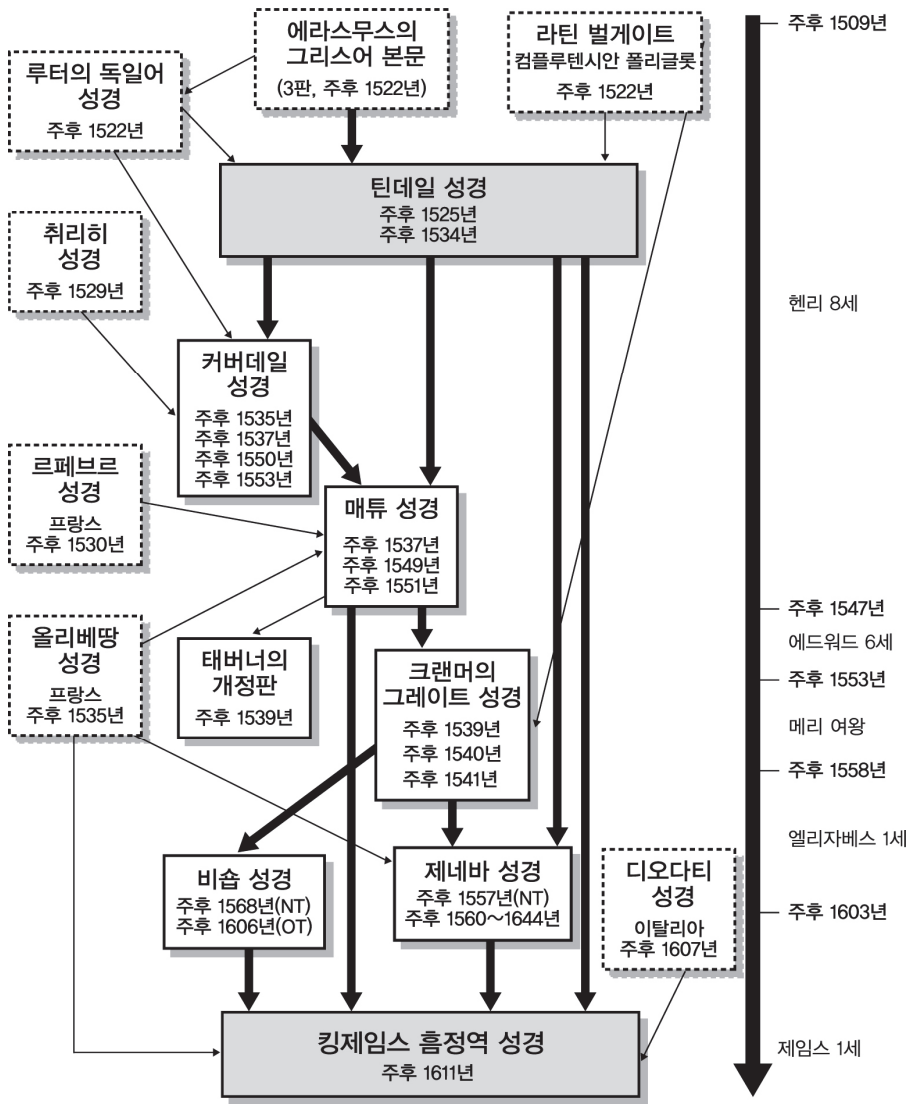 에라스무스의
그리스어 본문
(3판, 주후 1522년)
라틴 벌게이트
컴플루텐시안 폴리글롯
주후 1522년
주후 1509년
루터의 독일어
성경
주후 1522년
틴데일 성경
주후 1525년
주후 1534년
취리히
성경
주후 1529년
헨리 8세
커버데일
성경
주후 1535년
주후 1537년
주후 1550년
주후 1553년
르페브르
성경
프랑스
주후 1530년
매튜 성경
주후 1537년
주후 1549년
주후 1551년
주후 1547년
에드워드 6세
올리베땅
성경
프랑스
주후 1535년
태버너의
개정판
주후 1539년
크랜머의
그레이트 성경
주후 1539년
주후 1540년
주후 1541년
주후 1553년
메리 여왕
주후 1558년
엘리자베스 1세
비숍 성경
주후 1568년(NT)
주후 1606년(OT)
제네바 성경
주후 1557년(NT)
주후 1560~1644년
디오다티
성경
이탈리아
주후 1607년
주후 1603년
킹제임스 흠정역 성경
주후 1611년
제임스 1세